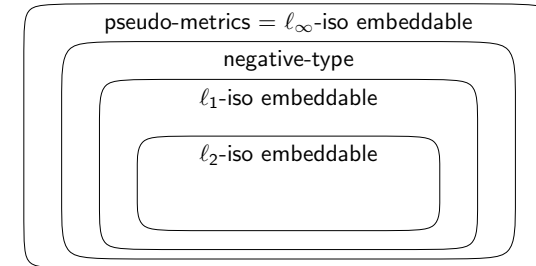 pseudo-metrics = ℓ∞-iso embeddable
negative-type
ℓ₁-iso embeddable
ℓ₂-iso embeddable